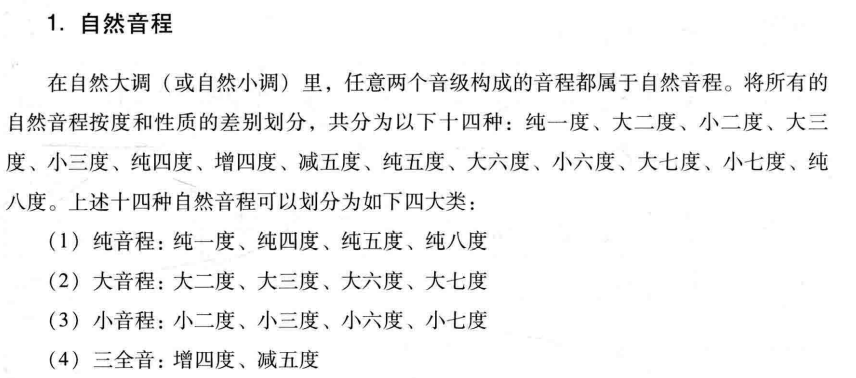 1. 自然音程
在自然大调（或自然小调）里，任意两个音级构成的音程都属于自然音程。将所有的
自然音程按度和性质的差别划分，共分为以下十四种：纯一度、大二度、小二度、大三
度、小三度、纯四度、增四度、减五度、纯五度、大六度、小六度、大七度、小七度、纯
八度。上述十四种自然音程可以划分为如下四大类：
（1）纯音程：纯一度、纯四度、纯五度、纯八度
（2）大音程：大二度、大三度、大六度、大七度
（3）小音程：小二度、小三度、小六度、小七度
（4）三全音：增四度、减五度